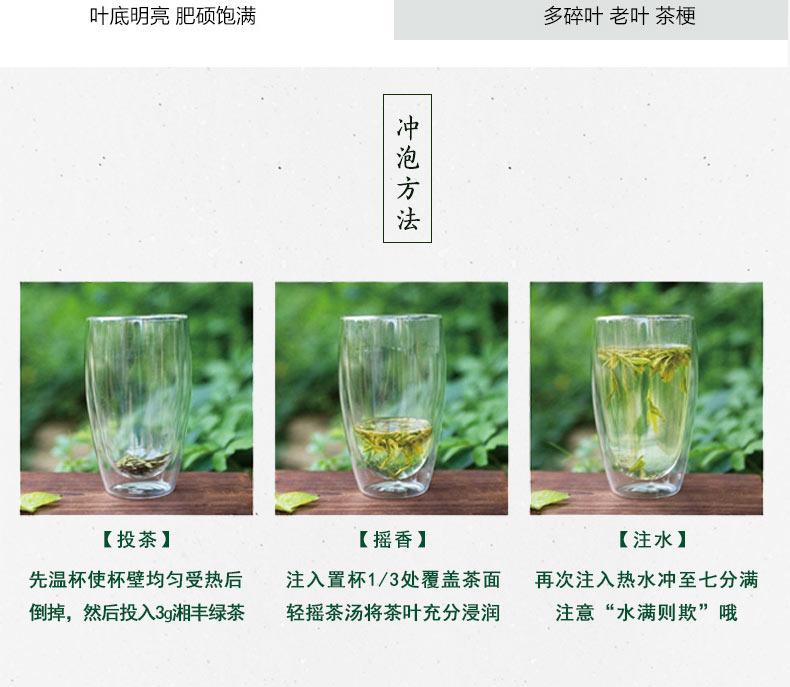 叶底明亮 肥硕饱满
多碎叶 老叶 茶梗
冲泡方法
【投茶】
先温杯使杯壁均匀受热后
倒掉，然后投入3g湘丰绿茶
【摇香】
注入置杯1/3处覆盖茶面
轻摇茶汤将茶叶充分浸润
【注水】
再次注入热水冲至七分满
注意“水满则欺”哦